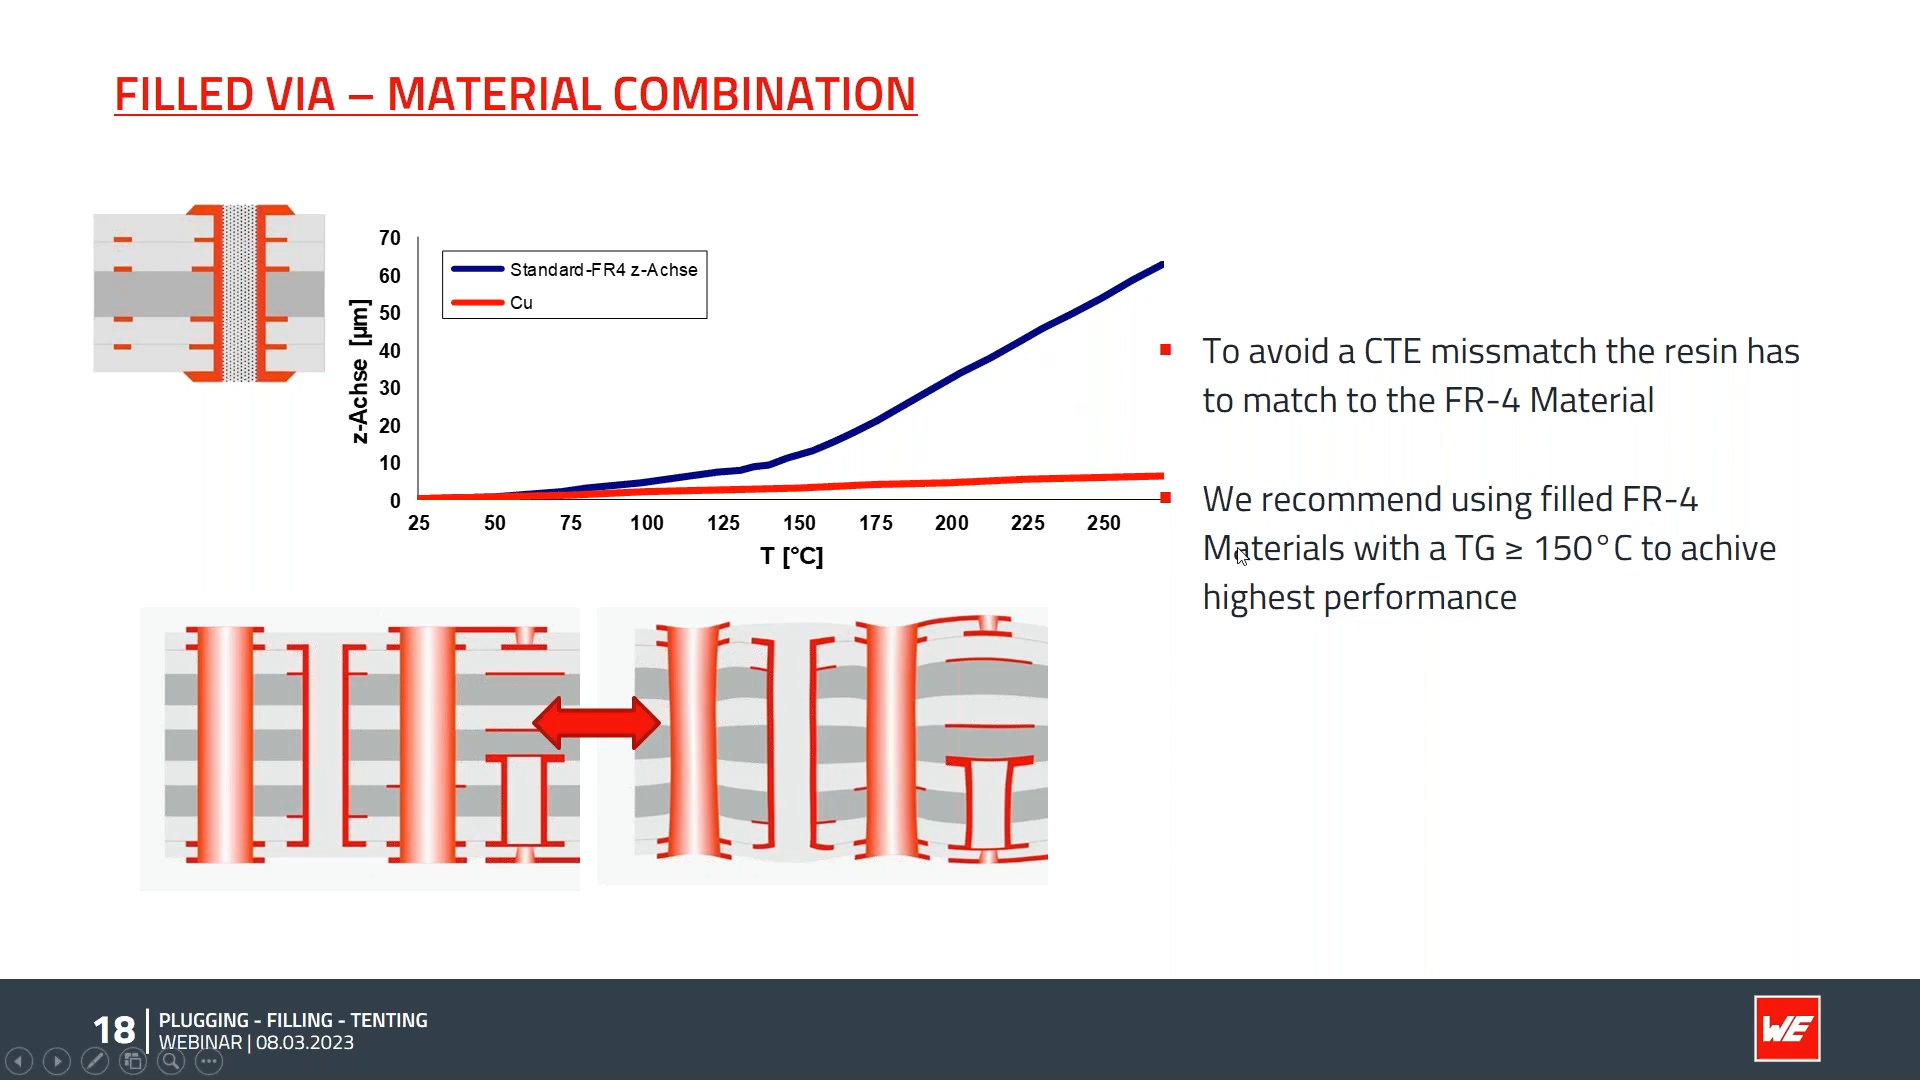 FILLED VIA – MATERIAL COMBINATION
70
60
50
40
30
20
10
0
z-Achse [µm]
Standard-FR4 z-Achse
Cu
25 50 75 100 125 150 175 200 225 250
T [°C]
To avoid a CTE missmatch the resin has
to match to the FR-4 Material
We recommend using filled FR-4
Materials with a TG ≥ 150°C to achive
highest performance
18
PLUGGING - FILLING - TENTING
WEBINAR | 08.03.2023
WE